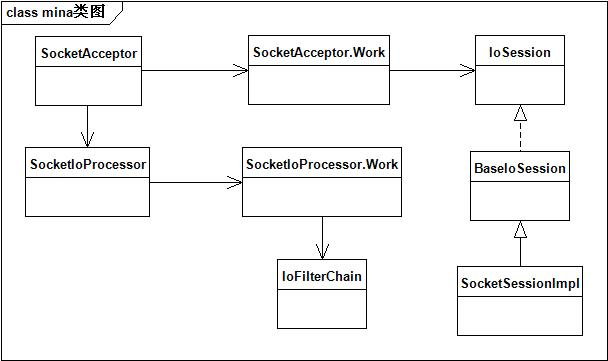 class mina类图
SocketAcceptor
SocketAcceptor.Work
IoSession
SocketIoProcessor
SocketIoProcessor.Work
BaseIoSession
IoFilterChain
SocketSessionImpl